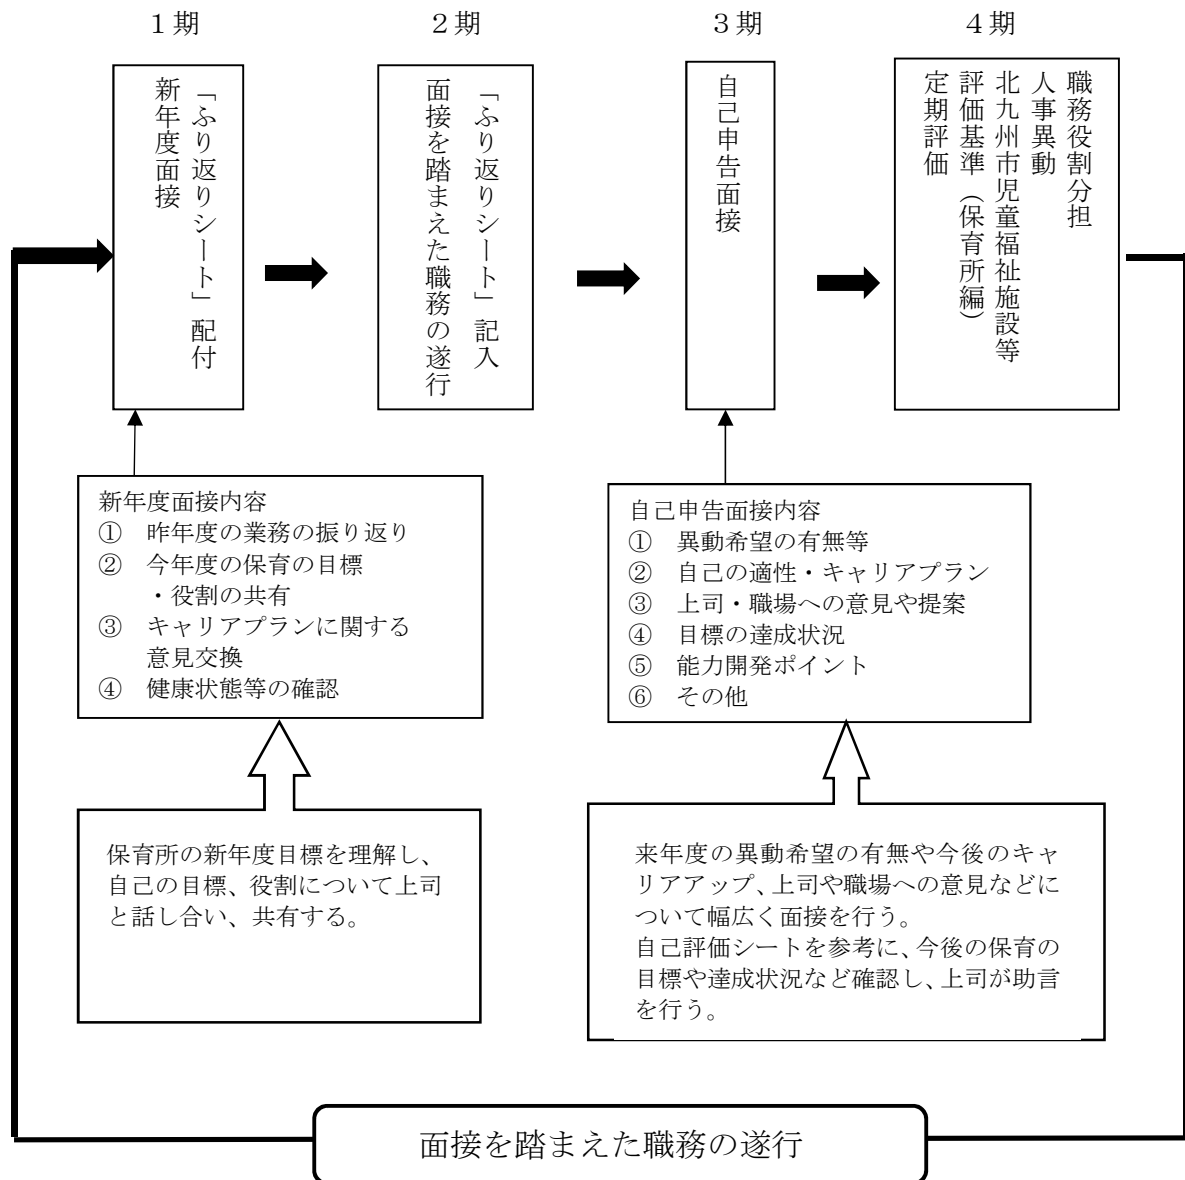 1期
2期
3期
4期
「ふり返りシート」配付
新年度面接
「ふり返りシート」記入
面接を踏まえた職務の遂行
自己申告面接
職務役割分担
人事異動
北九州市児童福祉施設等
評価基準(保育所編)
定期評価
新年度面接内容
① 昨年度の業務の振り返り
② 今年度の保育の目標
・役割の共有
③ キャリアプランに関する
意見交換
④ 健康状態等の確認
自己申告面接内容
① 異動希望の有無等
② 自己の適性・キャリアプラン
③ 上司・職場への意見や提案
④ 目標の達成状況
⑤ 能力開発ポイント
⑥ その他
保育所の新年度目標を理解し、
自己の目標、役割について上司
と話し合い、共有する。
来年度の異動希望の有無や今後のキャ
リアアップ、上司や職場への意見などに
ついて幅広く面接を行う。
自己評価シートを参考に、今後の保育の
目標や達成状況など確認し、上司が助言
を行う。
面接を踏まえた職務の遂行